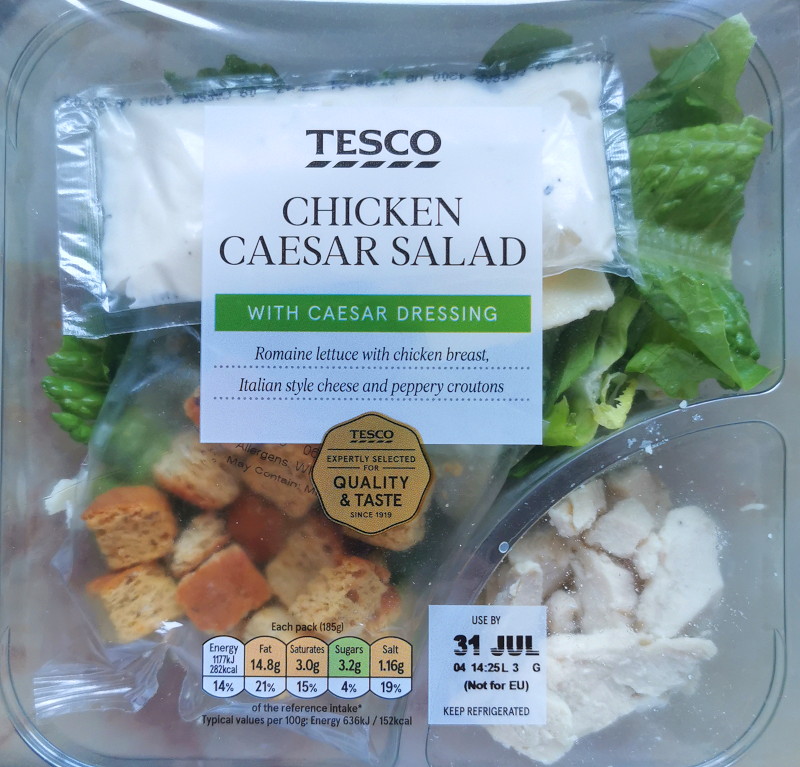 TESCO
CHICKEN
CAESAR SALAD
WITH CAESAR DRESSING
Romaine lettuce with chicken breast,
Italian style cheese and peppery croutons
Allergens,
May Contain,
TESCO
EXPERTLY SELECTED
FOR
QUALITY
& TASTE
SINCE 1919
Each pack (185g)
Energy Fat Saturates Sugars Salt
1177kJ
282kcal 14.8g 3.0g 3.2g 1.16g
14% 21% 15% 4% 19%
of the reference intake*
Typical values per 100g: Energy 636kJ / 152kcal
USE BY
31 JUL
04 14:25L 3 G
(Not for EU)
KEEP REFRIGERATED